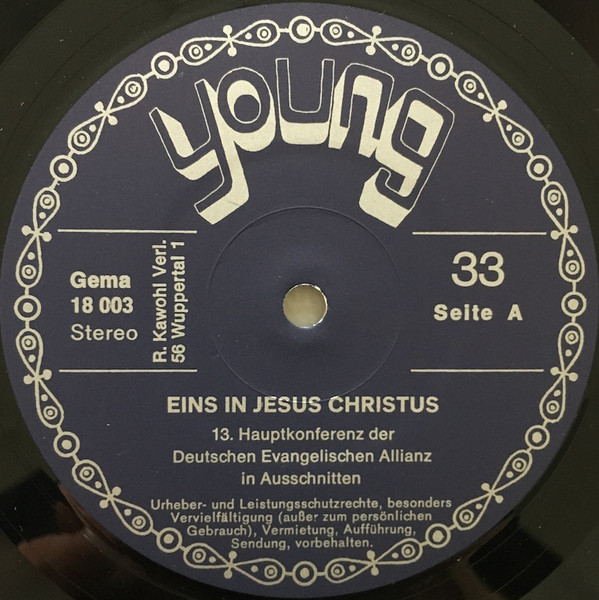 young
Gema
18 003
Stereo
R. Kawohl Verl.
56 Wuppertal 1
33
Seite A
EINS IN JESUS CHRISTUS
13. Hauptkonferenz der
Deutschen Evangelischen Allianz
in Ausschnitten
Urheber- und Leistungsschutzrechte, besonders
Vervielfältigung (außer zum persönlichen
Gebrauch), Vermietung, Aufführung,
Sendung, vorbehalten.